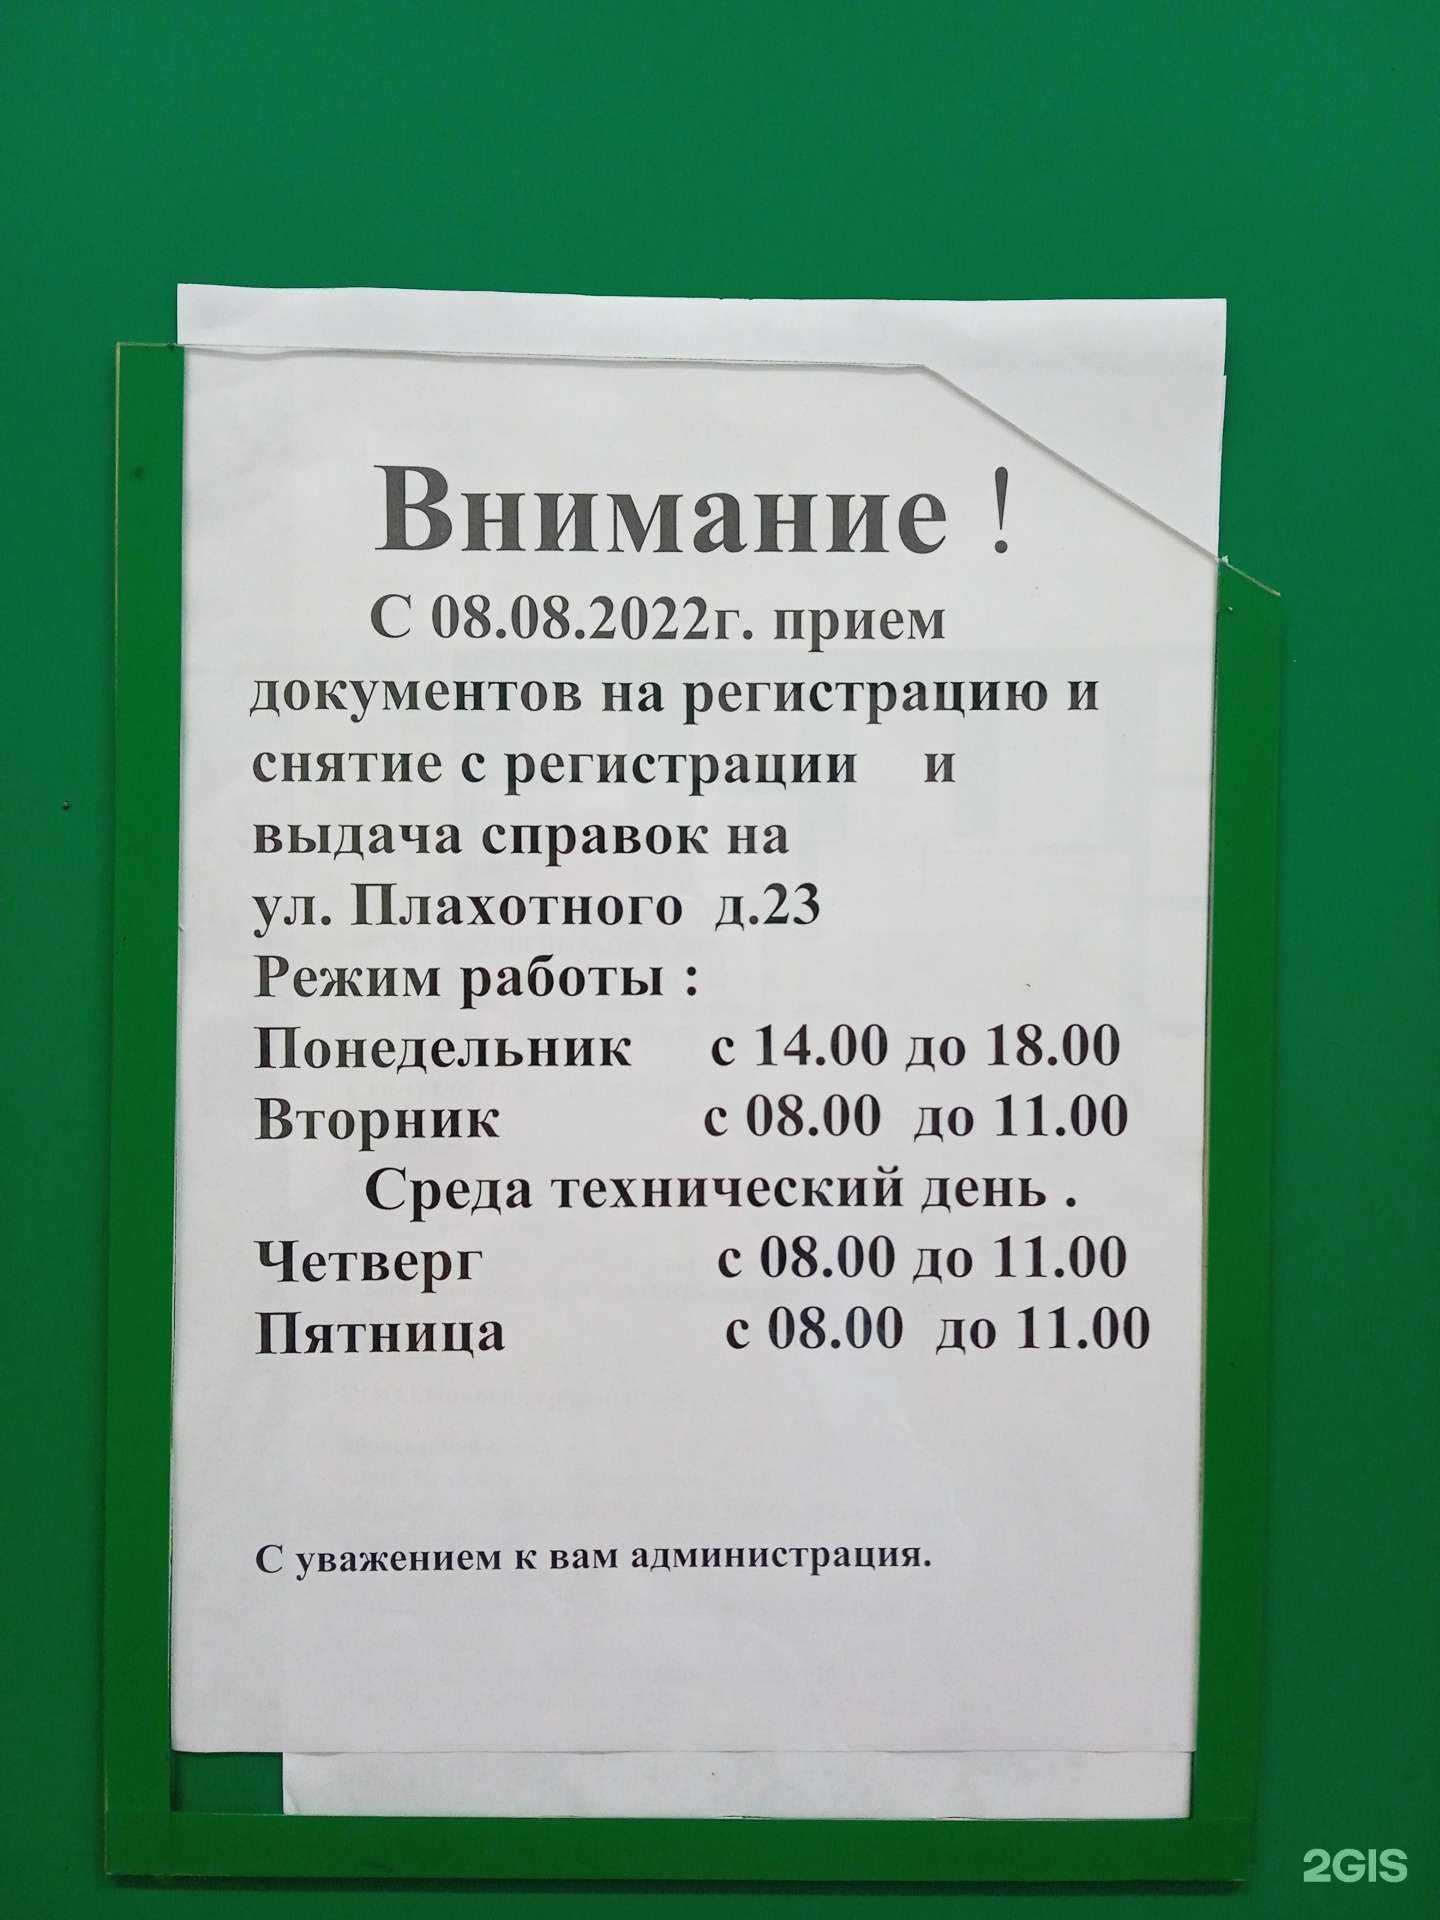 Внимание !
С 08.08.2022г. прием
документов на регистрацию и
снятие с регистрации и
выдача справок на
ул. Плахотного д.23
Режим работы :
Понедельник с 14.00 до 18.00
Вторник с 08.00 до 11.00
Среда технический день .
Четверг с 08.00 до 11.00
Пятница с 08.00 до 11.00
С уважением к вам администрация.
2GIS